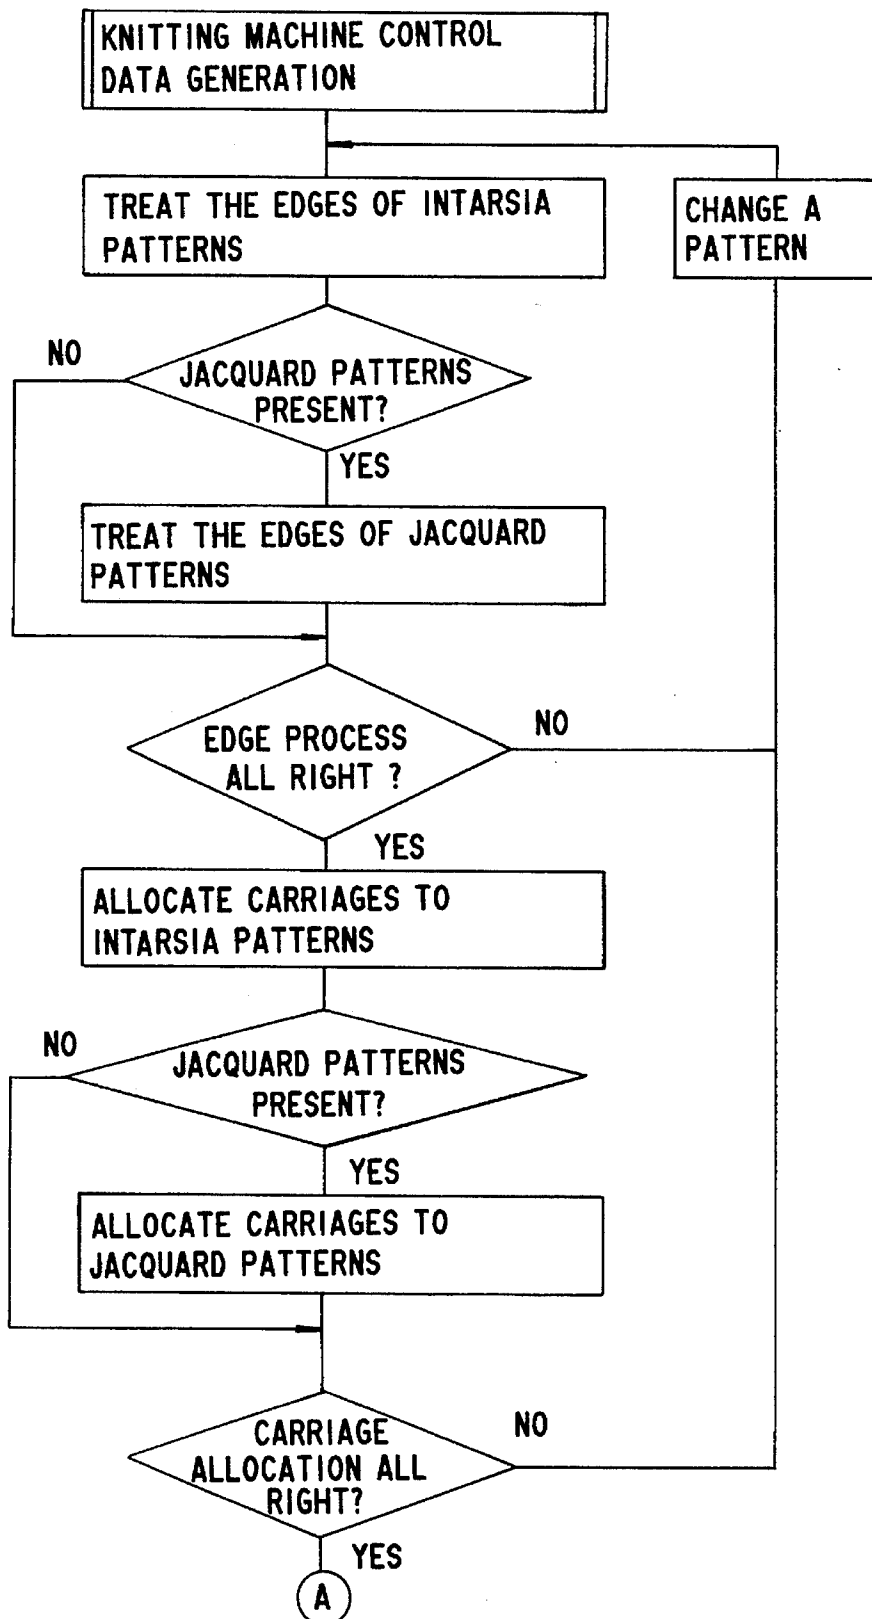 KNITTING MACHINE CONTROL
DATA GENERATION
TREAT THE EDGES OF INTARSIA
PATTERNS
CHANGE A
PATTERN
NO
JACQUARD PATTERNS
PRESENT?
YES
TREAT THE EDGES OF JACQUARD
PATTERNS
EDGE PROCESS
ALL RIGHT ?
NO
YES
ALLOCATE CARRIAGES TO
INTARSIA PATTERNS
NO
JACQUARD PATTERNS
PRESENT?
YES
ALLOCATE CARRIAGES TO
JACQUARD PATTERNS
CARRIAGE
ALLOCATION ALL
RIGHT?
NO
YES
A